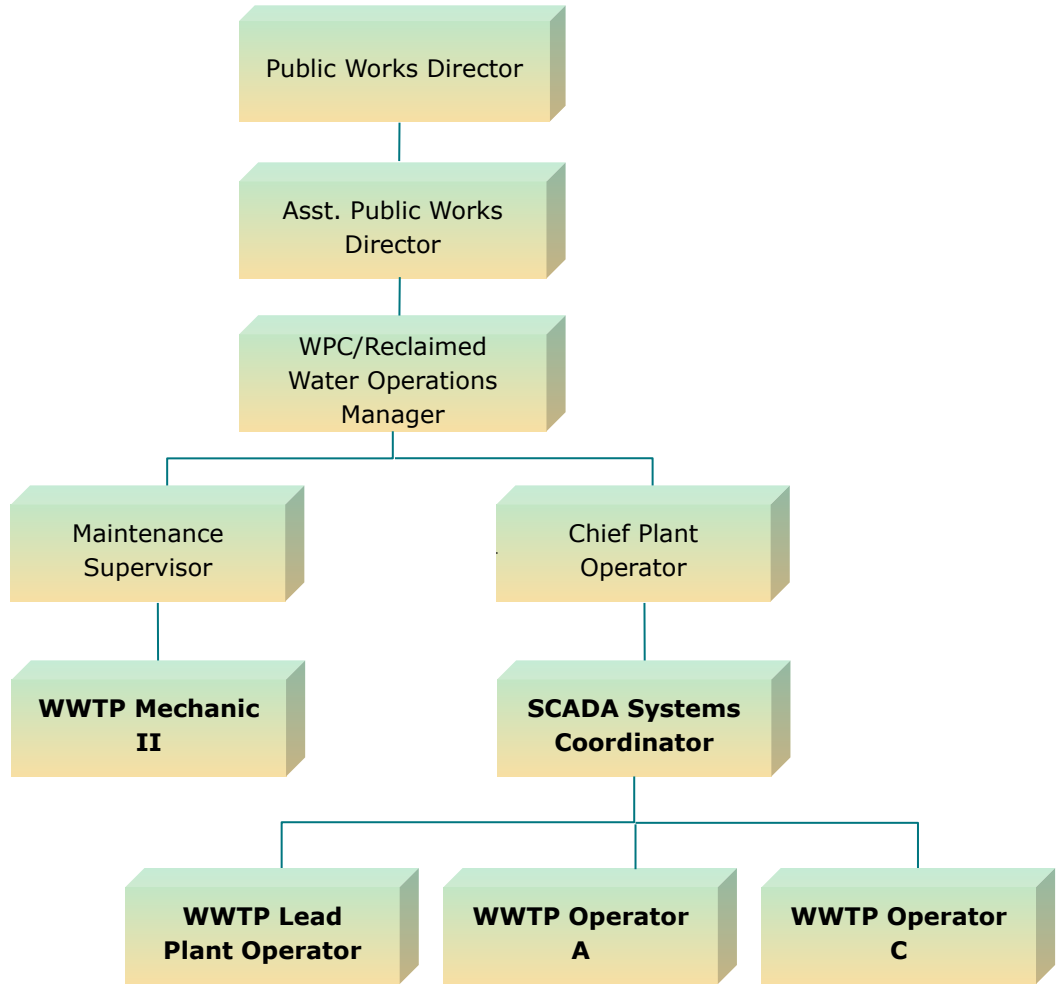 Public Works Director
Asst. Public Works
Director
WPC/Reclaimed
Water Operations
Manager
Maintenance
Supervisor
Chief Plant
Operator
WWTP Mechanic
II
SCADA Systems
Coordinator
WWTP Lead
Plant Operator
WWTP Operator
A
WWTP Operator
C